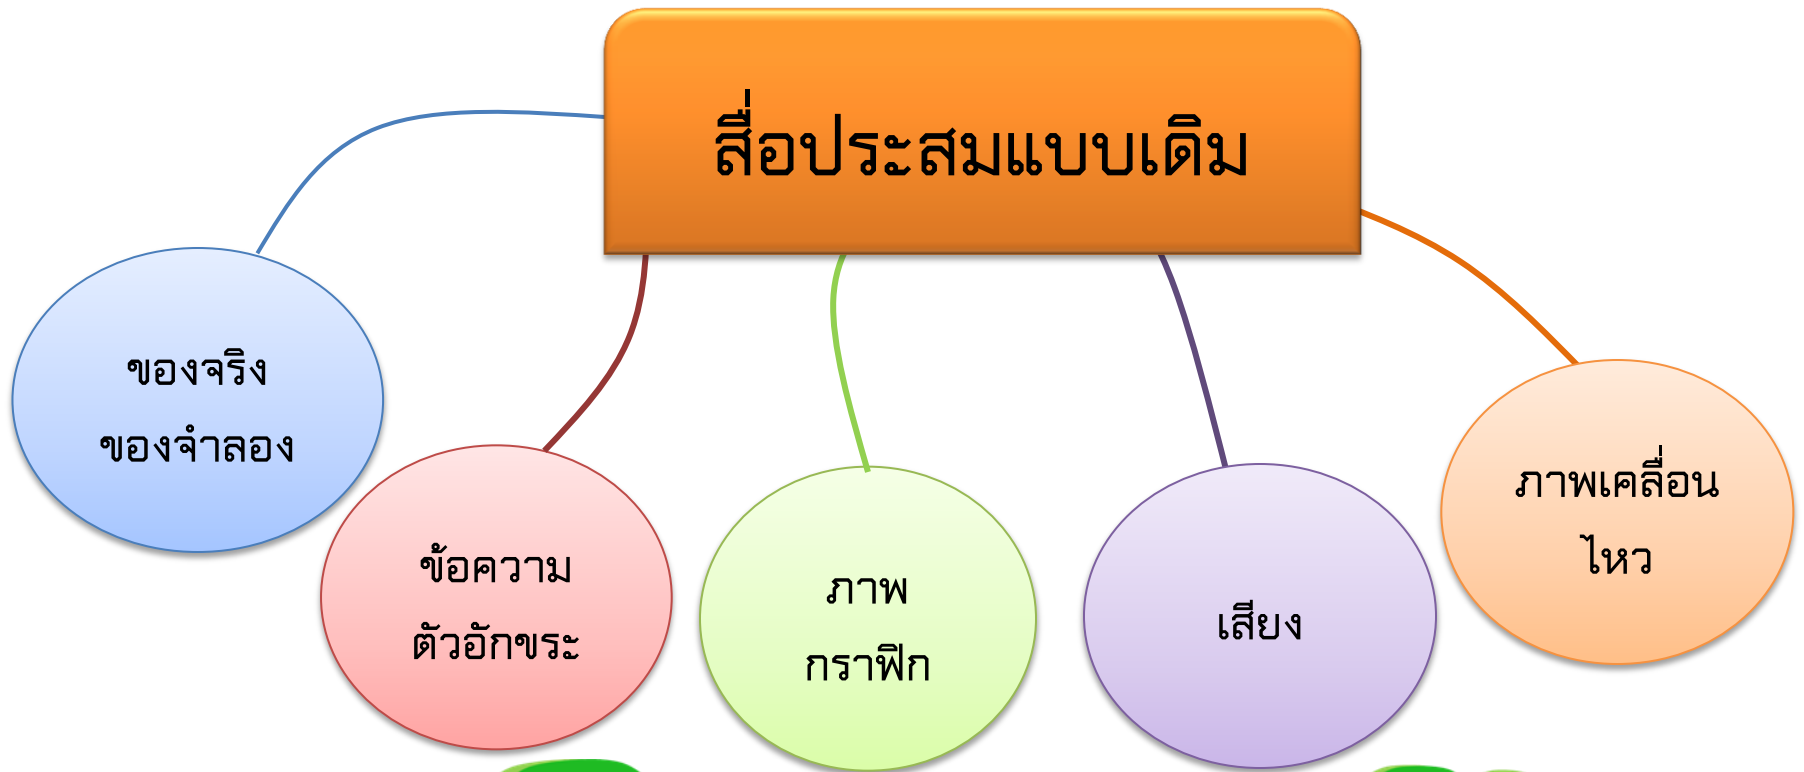 สื่อประสมแบบเดิม
ของจริง
ของจำลอง
ข้อความ
ตัวอักขระ
ภาพ
กราฟิก
เสียง
ภาพเคลื่อน
ไหว